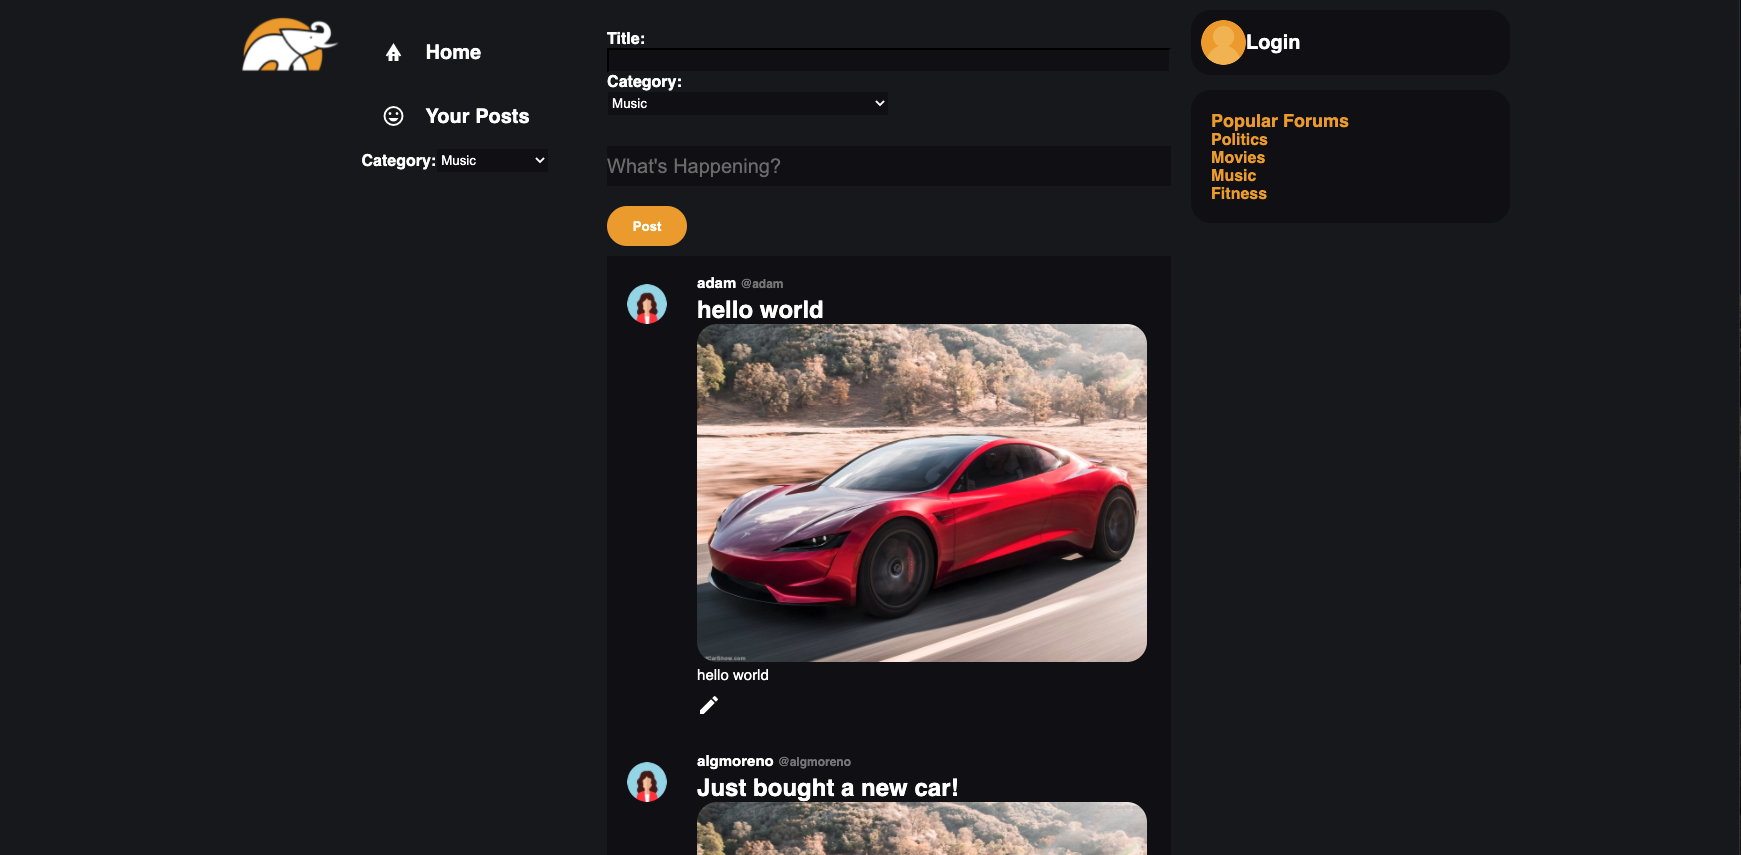 Home
Your Posts
Category: Music
Title:
Category:
Music
What's Happening?
Post
adam @adam
hello world
hello world
algmoreno @algmoreno
Just bought a new car!
Login
Popular Forums
Politics
Movies
Music
Fitness